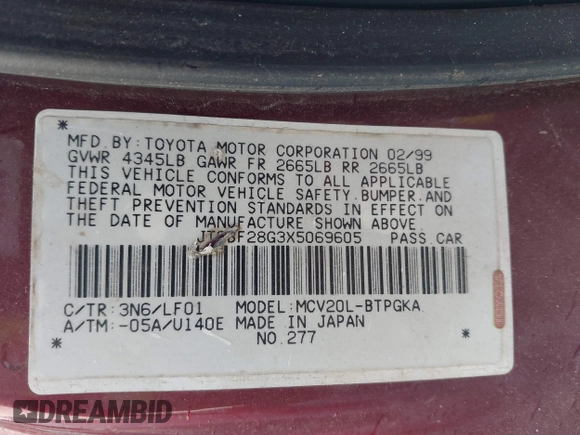 MFD.BY:TOYOTA MOTOR CORPORATION 02/99
GVWR 4345LB GAWR FR 2665LB RR 2665LB
THIS VEHICLE CONFORMS TO ALL APPLICABLE
FEDERAL MOTOR VEHICLE SAFETY,BUMPER,AND
THEFT PREVENTION STANDARDS IN EFFECT ON
THE DATE OF MANUFACTURE SHOWN ABOVE.
PASS.CAR
C/TR:3N6/LF01 MODEL:MCV20L-BTPGKA
A/TM:-05A/U140E MADE IN JAPAN
* NO.277 *
DREAMBID